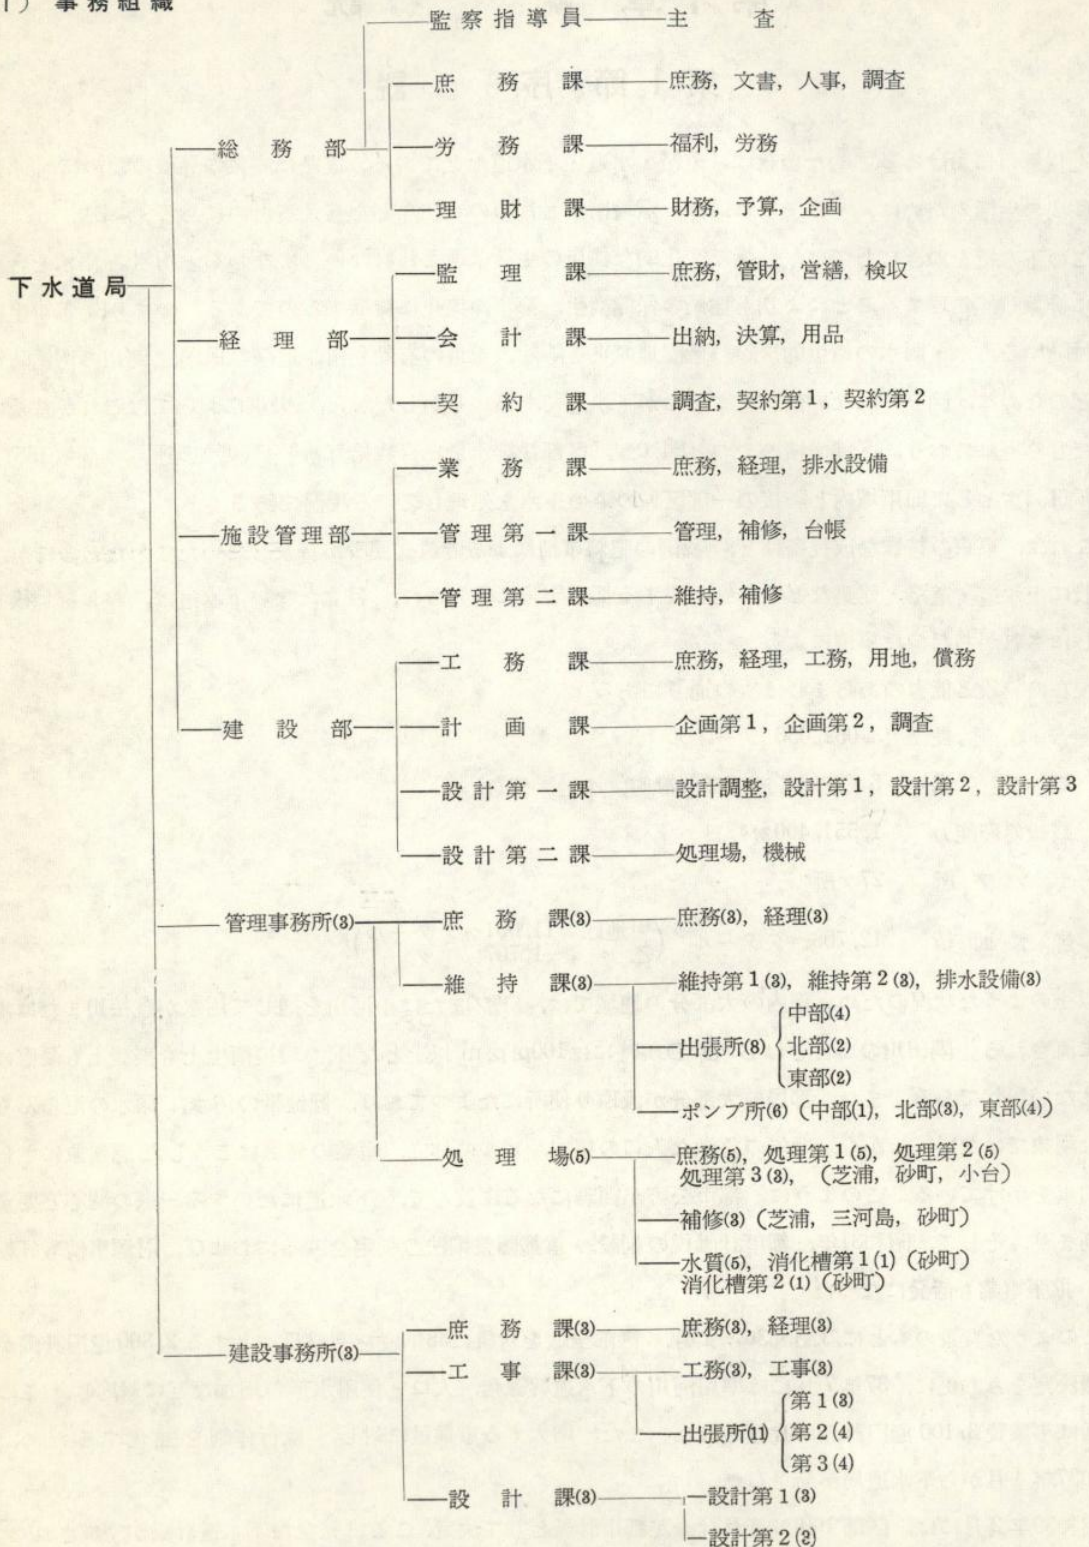 1) 事務組織
監察指導員 主査
庶務課 庶務, 文書, 人事, 調査
総務部 労務課 福利, 労務
理財課 財務, 予算, 企画
下水道局
監理課 庶務, 管財, 営繕, 検収
経理部 会計課 出納, 決算, 用品
契約課 調査, 契約第1, 契約第2
業務課 庶務, 経理, 排水設備
施設管理部 管理第一課 管理, 補修, 台帳
管理第二課 維持, 補修
工務課 庶務, 経理, 工務, 用地, 償務
建設部 計画課 企画第1, 企画第2, 調査
設計第一課 設計調整, 設計第1, 設計第2, 設計第3
設計第二課 処理場, 機械
管理事務所(3) 庶務課(3) 庶務(3), 経理(3)
維持課(3) 維持第1(3), 維持第2(3), 排水設備(3)
出張所(8)
中部(4)
北部(2)
東部(2)
ポンプ所(6) (中部(1), 北部(3), 東部(4))
処理場(5) 庶務(5), 処理第1(5), 処理第2(5)
処理第3(3), (芝浦, 砂町, 小台)
補修(3) (芝浦, 三河島, 砂町)
水質(5), 消化槽第1(1) (砂町)
消化槽第2(1) (砂町)
建設事務所(3) 庶務課(3) 庶務(3), 経理(3)
工事課(3) 工務(3), 工事(3)
出張所(11)
第1(3)
第2(4)
第3(4)
設計課(3) 設計第1(3)
設計第2(2)